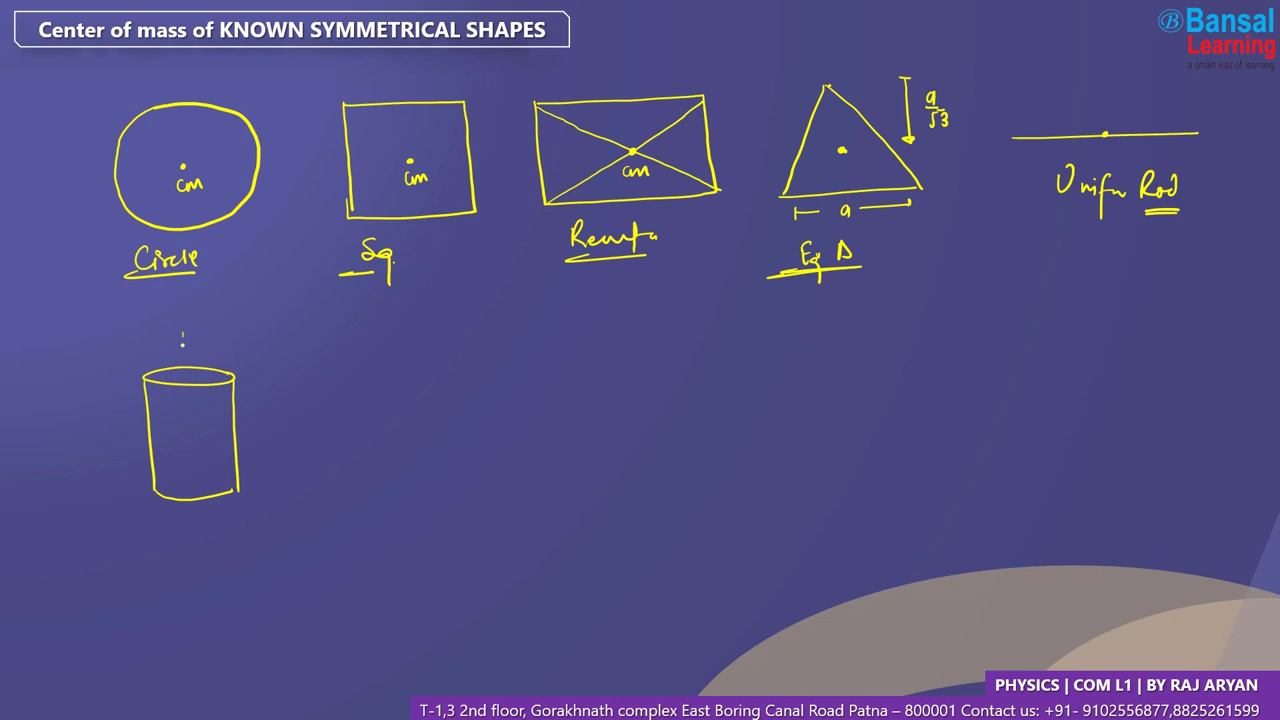 Center of mass of KNOWN SYMMETRICAL SHAPES
Bansal
Learning
a smart way of learning
a
√3
cm
cm
cm
a
Circle
Sq.
Eq Δ
Rod
PHYSICS | COM L1 | BY RAJ ARYAN
T-1,3 2nd floor, Gorakhnath complex East Boring Canal Road Patna – 800001 Contact us: +91- 9102556877,8825261599